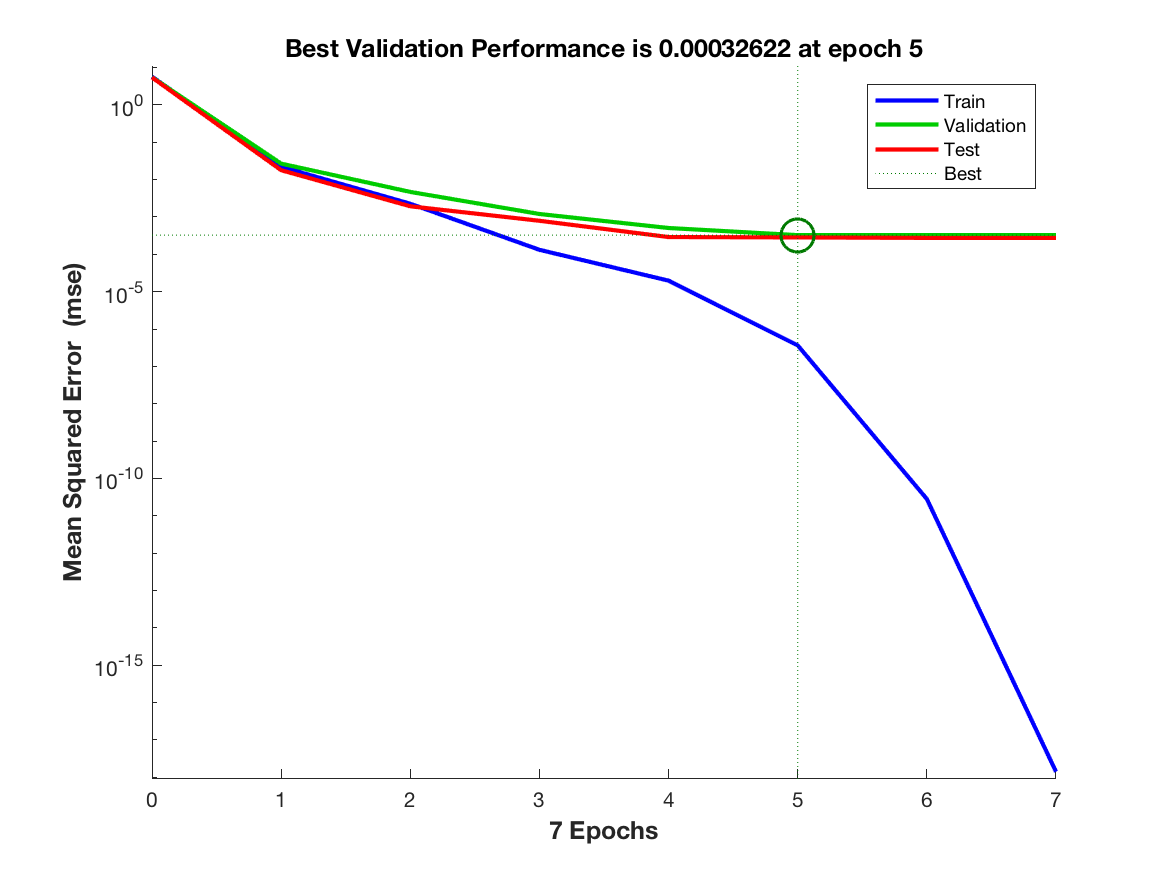 Best Validation Performance is 0.00032622 at epoch 5
Train
Validation
Test
Best
10^0
10^-5
10^-10
10^-15
Mean Squared Error (mse)
0 1 2 3 4 5 6 7
7 Epochs